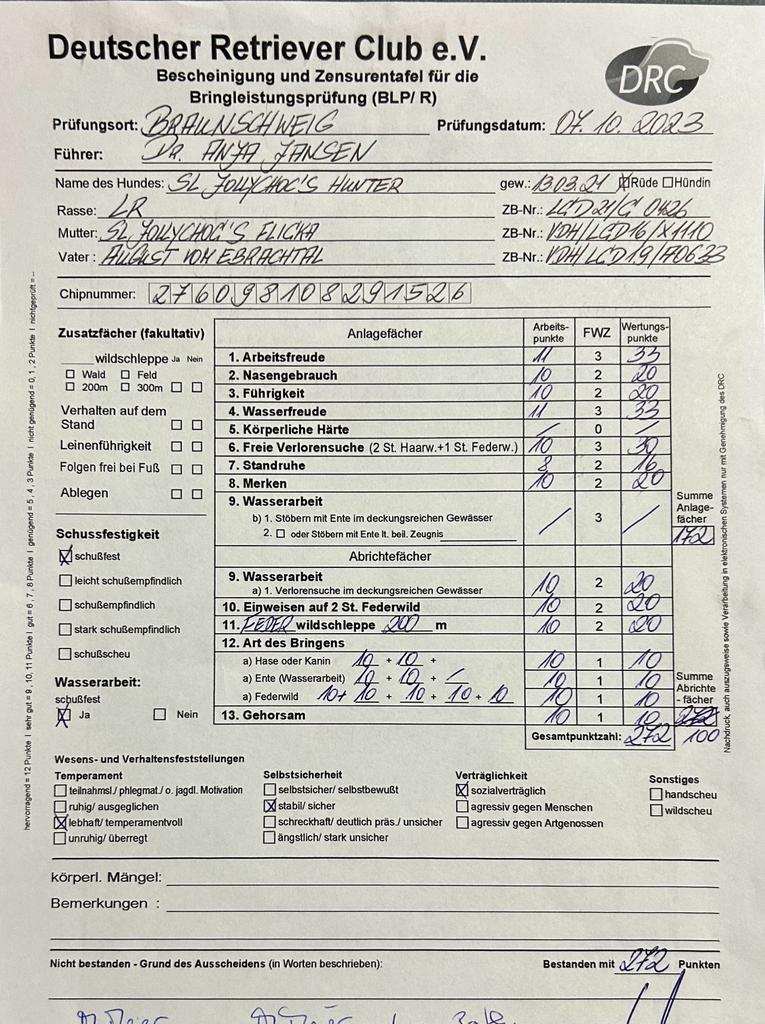 Deutscher Retriever Club e.V.
Bescheinigung und Zensurentafel für die
Bringleistungsprüfung (BLP/ R)
DRC
Prüfungsort: BRAUNSCHWEIG Prüfungsdatum: 07.10.2023
Führer: DR. ANJA JANSEN
Name des Hundes: SL JOLLYCHOC'S HUNTER gew.: 13.03.21 ☒Rüde ☐Hündin
Rasse: LR ZB-Nr.: LCD 21/G 0426
Mutter: SL JOLLYCHOC'S FLICKA ZB-Nr.: VDH/LCD16/X1110
Vater : AUGUST VOM EBRACHTAL ZB-Nr.: VDH/LCD19/A0633
Chipnummer: 276098108291526
Zusatzfächer (fakultativ)
____wildschleppe Ja Nein
☐ Wald ☐ Feld
☐ 200m ☐ 300m ☐ ☐
Verhalten auf dem
Stand ☐ ☐
Leinenführigkeit ☐ ☐
Folgen frei bei Fuß ☐ ☐
Ablegen ☐ ☐
Schussfestigkeit
☒ schußfest
☐ leicht schußempfindlich
☐ schußempfindlich
☐ stark schußempfindlich
☐ schußscheu
Wasserarbeit:
schußfest
☒ Ja ☐ Nein
Anlagefächer Arbeits-punkte FWZ Wertungs-punkte
1. Arbeitsfreude 11 3 33
2. Nasengebrauch 10 2 20
3. Führigkeit 10 2 20
4. Wasserfreude 11 3 33
5. Körperliche Härte / 0 /
6. Freie Verlorensuche (2 St. Haarw.+1 St. Federw.) 10 3 30
7. Standruhe 8 2 16
8. Merken 10 2 20
9. Wasserarbeit
b) 1. Stöbern mit Ente im deckungsreichen Gewässer / 3 /
2. ☐ oder Stöbern mit Ente lt. beil. Zeugnis
Summe
Anlage-
fächer
172
Abrichtefächer
9. Wasserarbeit
a) 1. Verlorensuche im deckungsreichen Gewässer 10 2 20
10. Einweisen auf 2 St. Federwild 10 2 20
11. FEDER wildschleppe 200 m 10 2 20
12. Art des Bringens
a) Hase oder Kanin 10 + 10 + 10 1 10
a) Ente (Wasserarbeit) 10 + 10 + / 10 1 10
a) Federwild 10+ 10 + 10 + 10 + 10 10 1 10
13. Gehorsam 10 1 10
Summe
Abrichte
- fächer
272
100
Gesamtpunktzahl: 272
Wesens- und Verhaltensfeststellungen
Temperament
☐ teilnahmsl./ phlegmat./ o. jagdl. Motivation
☐ ruhig/ ausgeglichen
☒ lebhaft/ temperamentvoll
☐ unruhig/ überregt
Selbstsicherheit
☐ selbstsicher/ selbstbewußt
☒ stabil/ sicher
☐ schreckhaft/ deutlich präs./ unsicher
☐ ängstlich/ stark unsicher
Verträglichkeit
☒ sozialverträglich
☐ agressiv gegen Menschen
☐ agressiv gegen Artgenossen
Sonstiges
☐ handscheu
☐ wildscheu
körperl. Mängel:
Bemerkungen :
Nicht bestanden - Grund des Ausscheidens (in Worten beschrieben): Bestanden mit 272 Punkten
hervorragend = 12 Punkte I sehr gut = 9, 10, 11 Punkte I gut = 6, 7, 8 Punkte I genügend = 5, 4, 3 Punkte I nicht genügend = 0, 1, 2 Punkte I nichtgeprüft = --
Nachdruck, auch auszugsweise sowie Verarbeitung in elektronischen Systemen nur mit Genehmigung des DRC